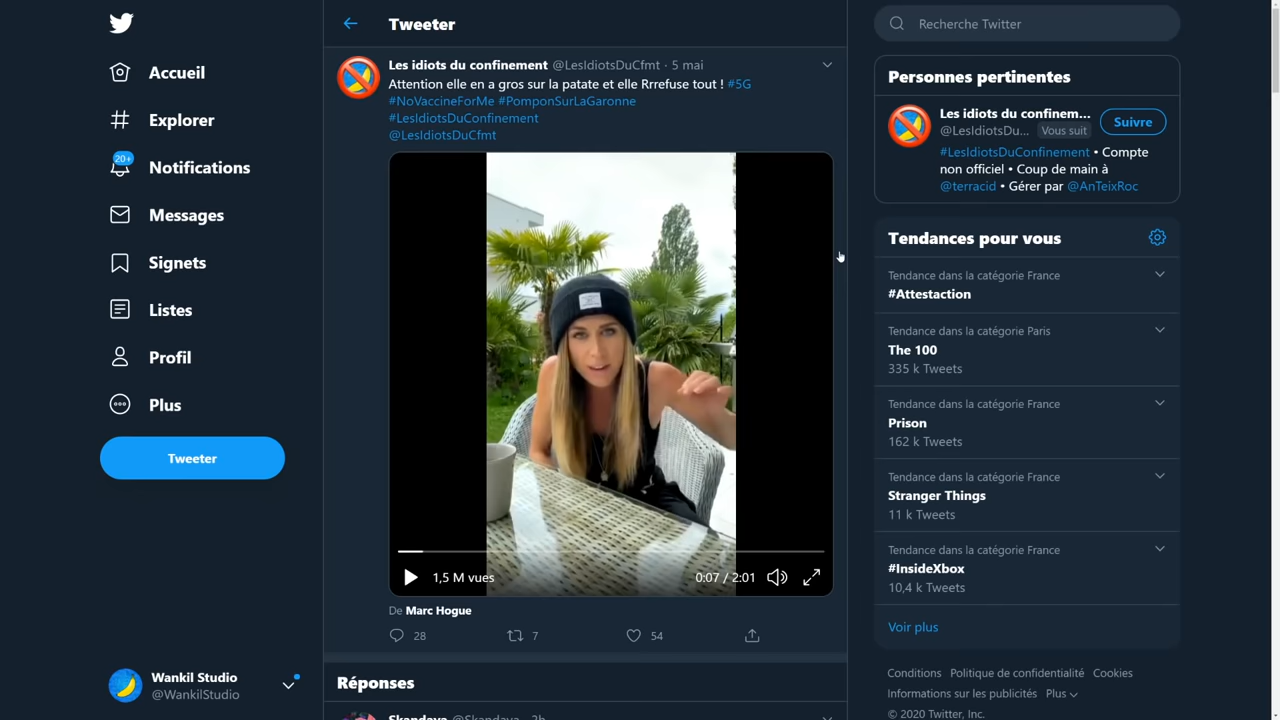 Accueil
Explorer
20+
Notifications
Messages
Signets
Listes
Profil
Plus
Tweeter
Wankil Studio
@WankilStudio
Tweeter
Les idiots du confinement @LesIdiotsDuCfmt · 5 mai
Attention elle en a gros sur la patate et elle Rrrefuse tout ! #5G
#NoVaccineForMe #PomponSurLaGaronne
#LesIdiotsDuConfinement
@LesIdiotsDuCfmt
1,5 M vues
0:07 / 2:01
De Marc Hogue
28
7
54
Réponses
Skandaya @Skandaya · 2h
Recherche Twitter
Personnes pertinentes
Les idiots du confinem...
@LesIdiotsDu... Vous suit
Suivre
#LesIdiotsDuConfinement • Compte
non officiel • Coup de main à
@terracid • Gérer par @AnTeixRoc
Tendances pour vous
Tendance dans la catégorie France
#Attestaction
Tendance dans la catégorie Paris
The 100
335 k Tweets
Tendance dans la catégorie France
Prison
162 k Tweets
Tendance dans la catégorie France
Stranger Things
11 k Tweets
Tendance dans la catégorie France
#InsideXbox
10,4 k Tweets
Voir plus
Conditions Politique de confidentialité Cookies
Informations sur les publicités Plus
© 2020 Twitter, Inc.